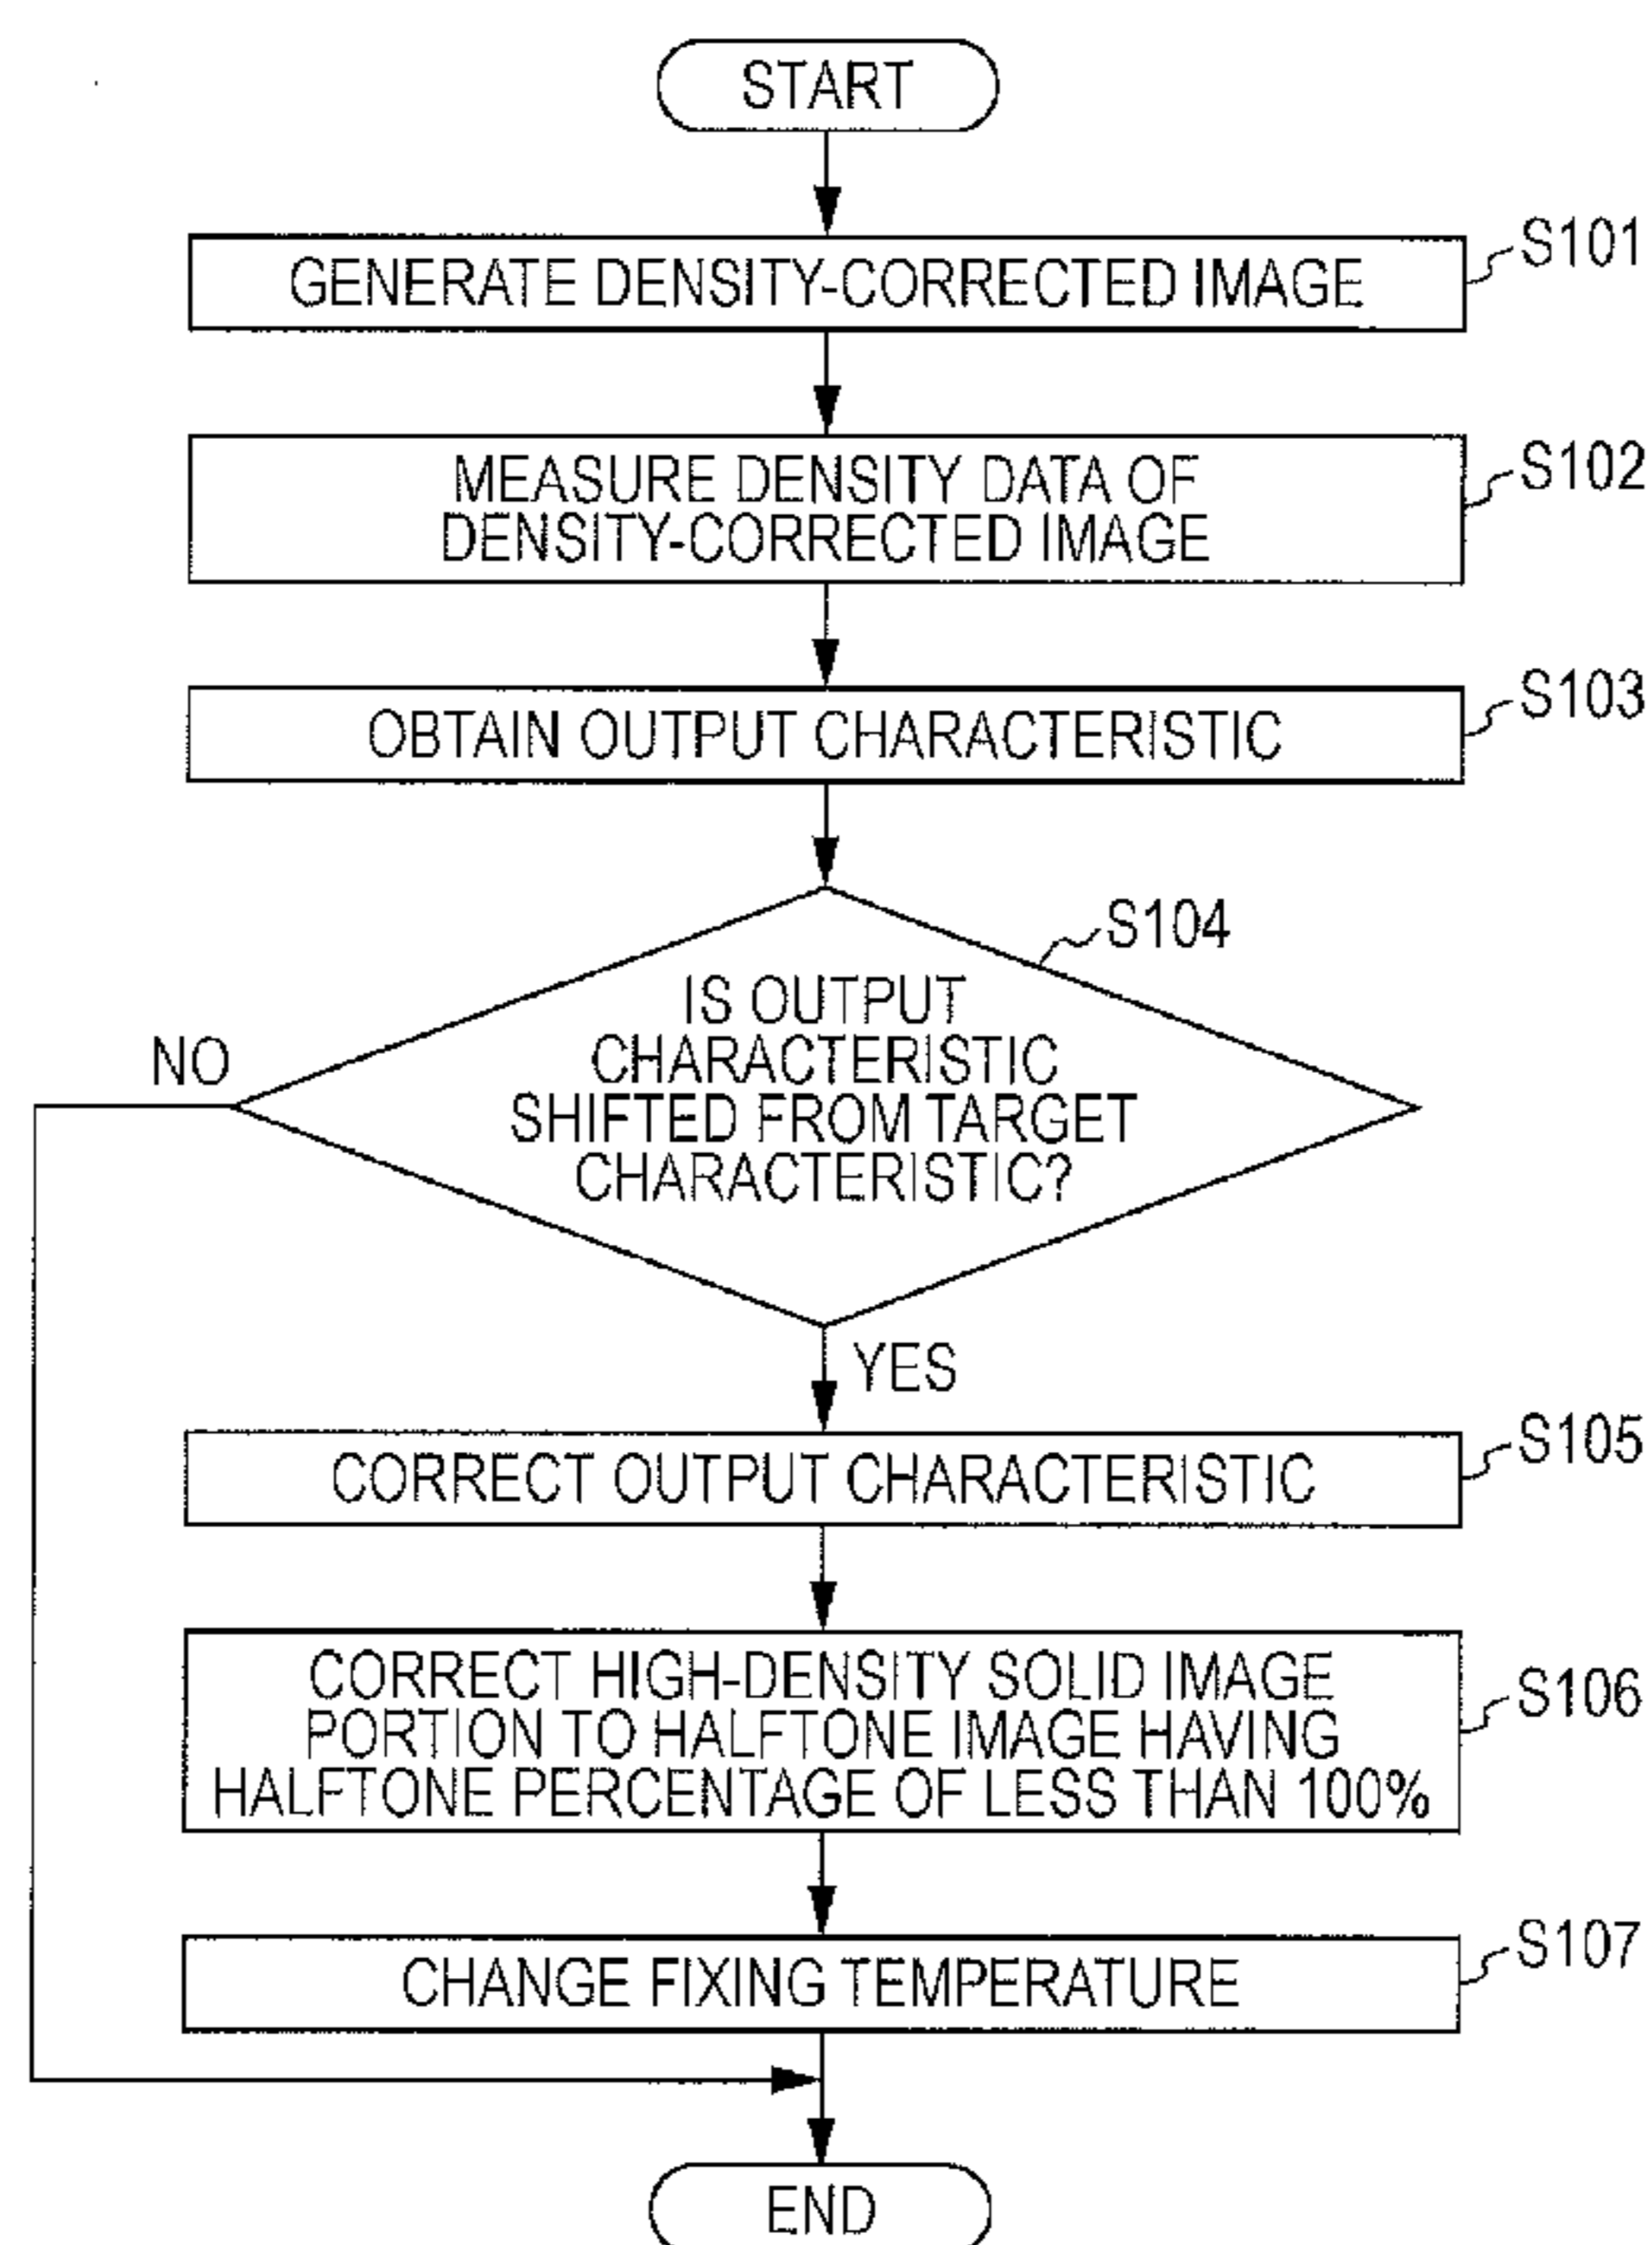 START
GENERATE DENSITY-CORRECTED IMAGE
S101
MEASURE DENSITY DATA OF
DENSITY-CORRECTED IMAGE
S102
OBTAIN OUTPUT CHARACTERISTIC
S103
S104
IS OUTPUT
CHARACTERISTIC
SHIFTED FROM TARGET
CHARACTERISTIC?
NO
YES
CORRECT OUTPUT CHARACTERISTIC
S105
CORRECT HIGH-DENSITY SOLID IMAGE
PORTION TO HALFTONE IMAGE HAVING
HALFTONE PERCENTAGE OF LESS THAN 100%
S106
CHANGE FIXING TEMPERATURE
S107
END